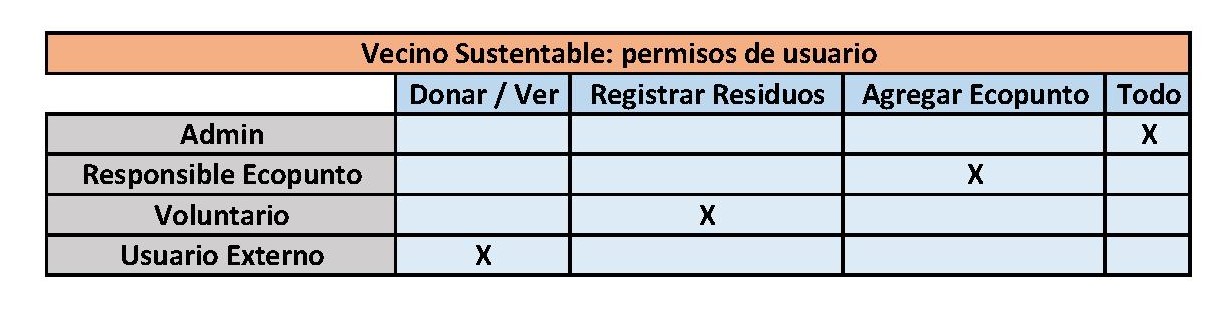 Vecino Sustentable: permisos de usuario
Donar / Ver Registrar Residuos Agregar Ecopunto Todo
Admin X
Responsible Ecopunto X
Voluntario X
Usuario Externo X